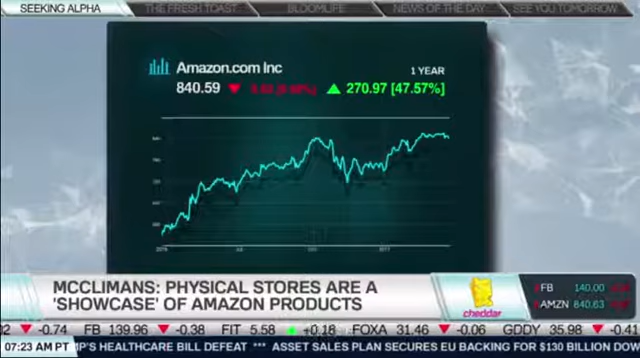 SEEKING ALPHA THE FRESH TOAST BLOOMLIFE NEWS OF THE DAY SEE YOU TOMORROW
Amazon.com Inc
1 YEAR
840.59 270.97 [47.57%]
2016 JUL OCT 2017
MCCLIMANS: PHYSICAL STORES ARE A
'SHOWCASE' OF AMAZON PRODUCTS
cheddar
FB 140.00
AMZN 840.63
-0.74 FB 139.96 -0.38 FIT 5.58 +0.18 FOXA 31.46 -0.06 GDDY 35.98 -0.41
07:23 AM PT HEALTHCARE BILL DEFEAT *** ASSET SALES PLAN SECURES EU BACKING FOR $130 BILLION